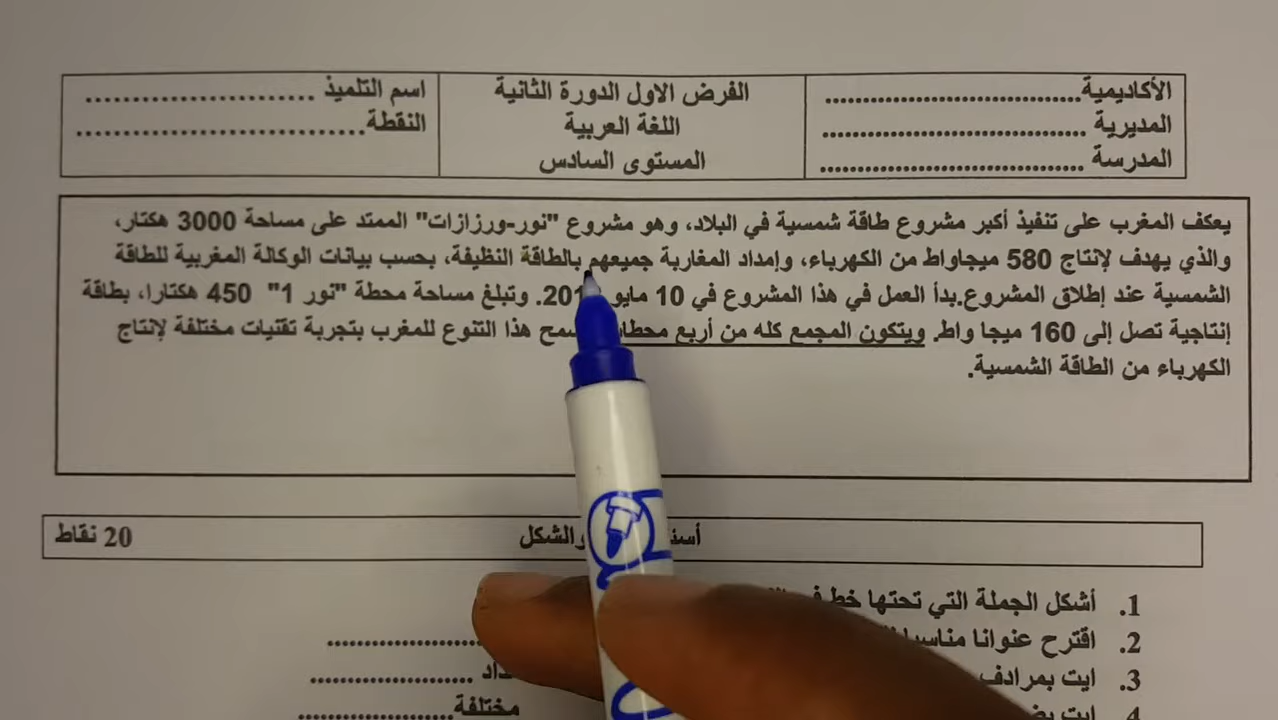 الأكاديمية................................
المديرية ................................
المدرسة ................................
الفرض الاول الدورة الثانية
اللغة العربية
المستوى السادس
اسم التلميذ ............................
النقطة...................................
يعكف المغرب على تنفيذ أكبر مشروع طاقة شمسية في البلاد، وهو مشروع "نور-ورزازات" الممتد على مساحة 3000 هكتار،
والذي يهدف لإنتاج 580 ميجاواط من الكهرباء، وإمداد المغاربة جميعهم بالطاقة النظيفة، بحسب بيانات الوكالة المغربية للطاقة
الشمسية عند إطلاق المشروع.بدأ العمل في هذا المشروع في 10 مايو . وتبلغ مساحة محطة "نور 1" 450 هكتارا، بطاقة
إنتاجية تصل إلى 160 ميجا واط. ويتكون المجمع كله من أربع هذا التنوع للمغرب بتجربة تقنيات مختلفة لإنتاج
الكهرباء من الطاقة الشمسية.
والشكل 20 نقاط
1. أشكل الجملة التي تحتها خط
2. اقترح عنوانا مناسبا ....................
3. ايت بمرادف ....................
4. ايت مختلفة....................